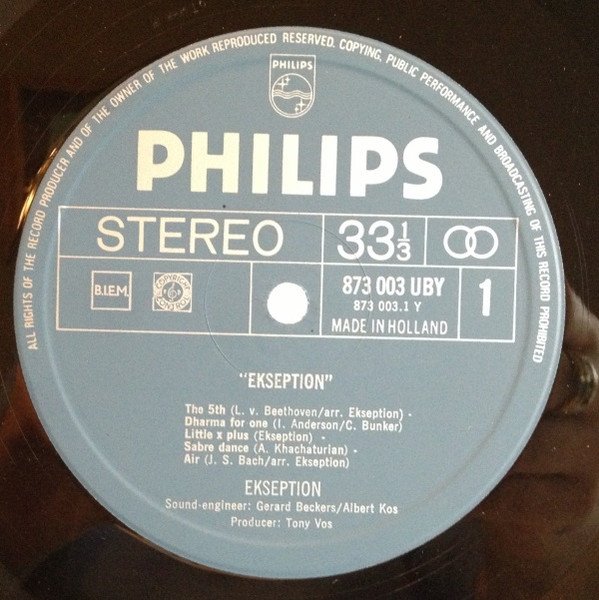 ALL RIGHTS OF THE RECORD PRODUCER AND OF THE OWNER OF THE WORK REPRODUCED RESERVED. COPYING, PUBLIC PERFORMANCE AND BROADCASTING OF THIS RECORD PROHIBITED
PHILIPS
PHILIPS
STEREO 33 1/3
B.I.E.M. 873 003 UBY 1
873 003.1 Y
MADE IN HOLLAND
"EKSEPTION"
The 5th (L. v. Beethoven/arr. Ekseption) -
Dharma for one (I. Anderson/C. Bunker)
Little x plus (Ekseption) -
Sabre dance (A. Khachaturian) -
Air (J. S. Bach/arr. Ekseption)
EKSEPTION
Sound-engineer: Gerard Beckers/Albert Kos
Producer: Tony Vos